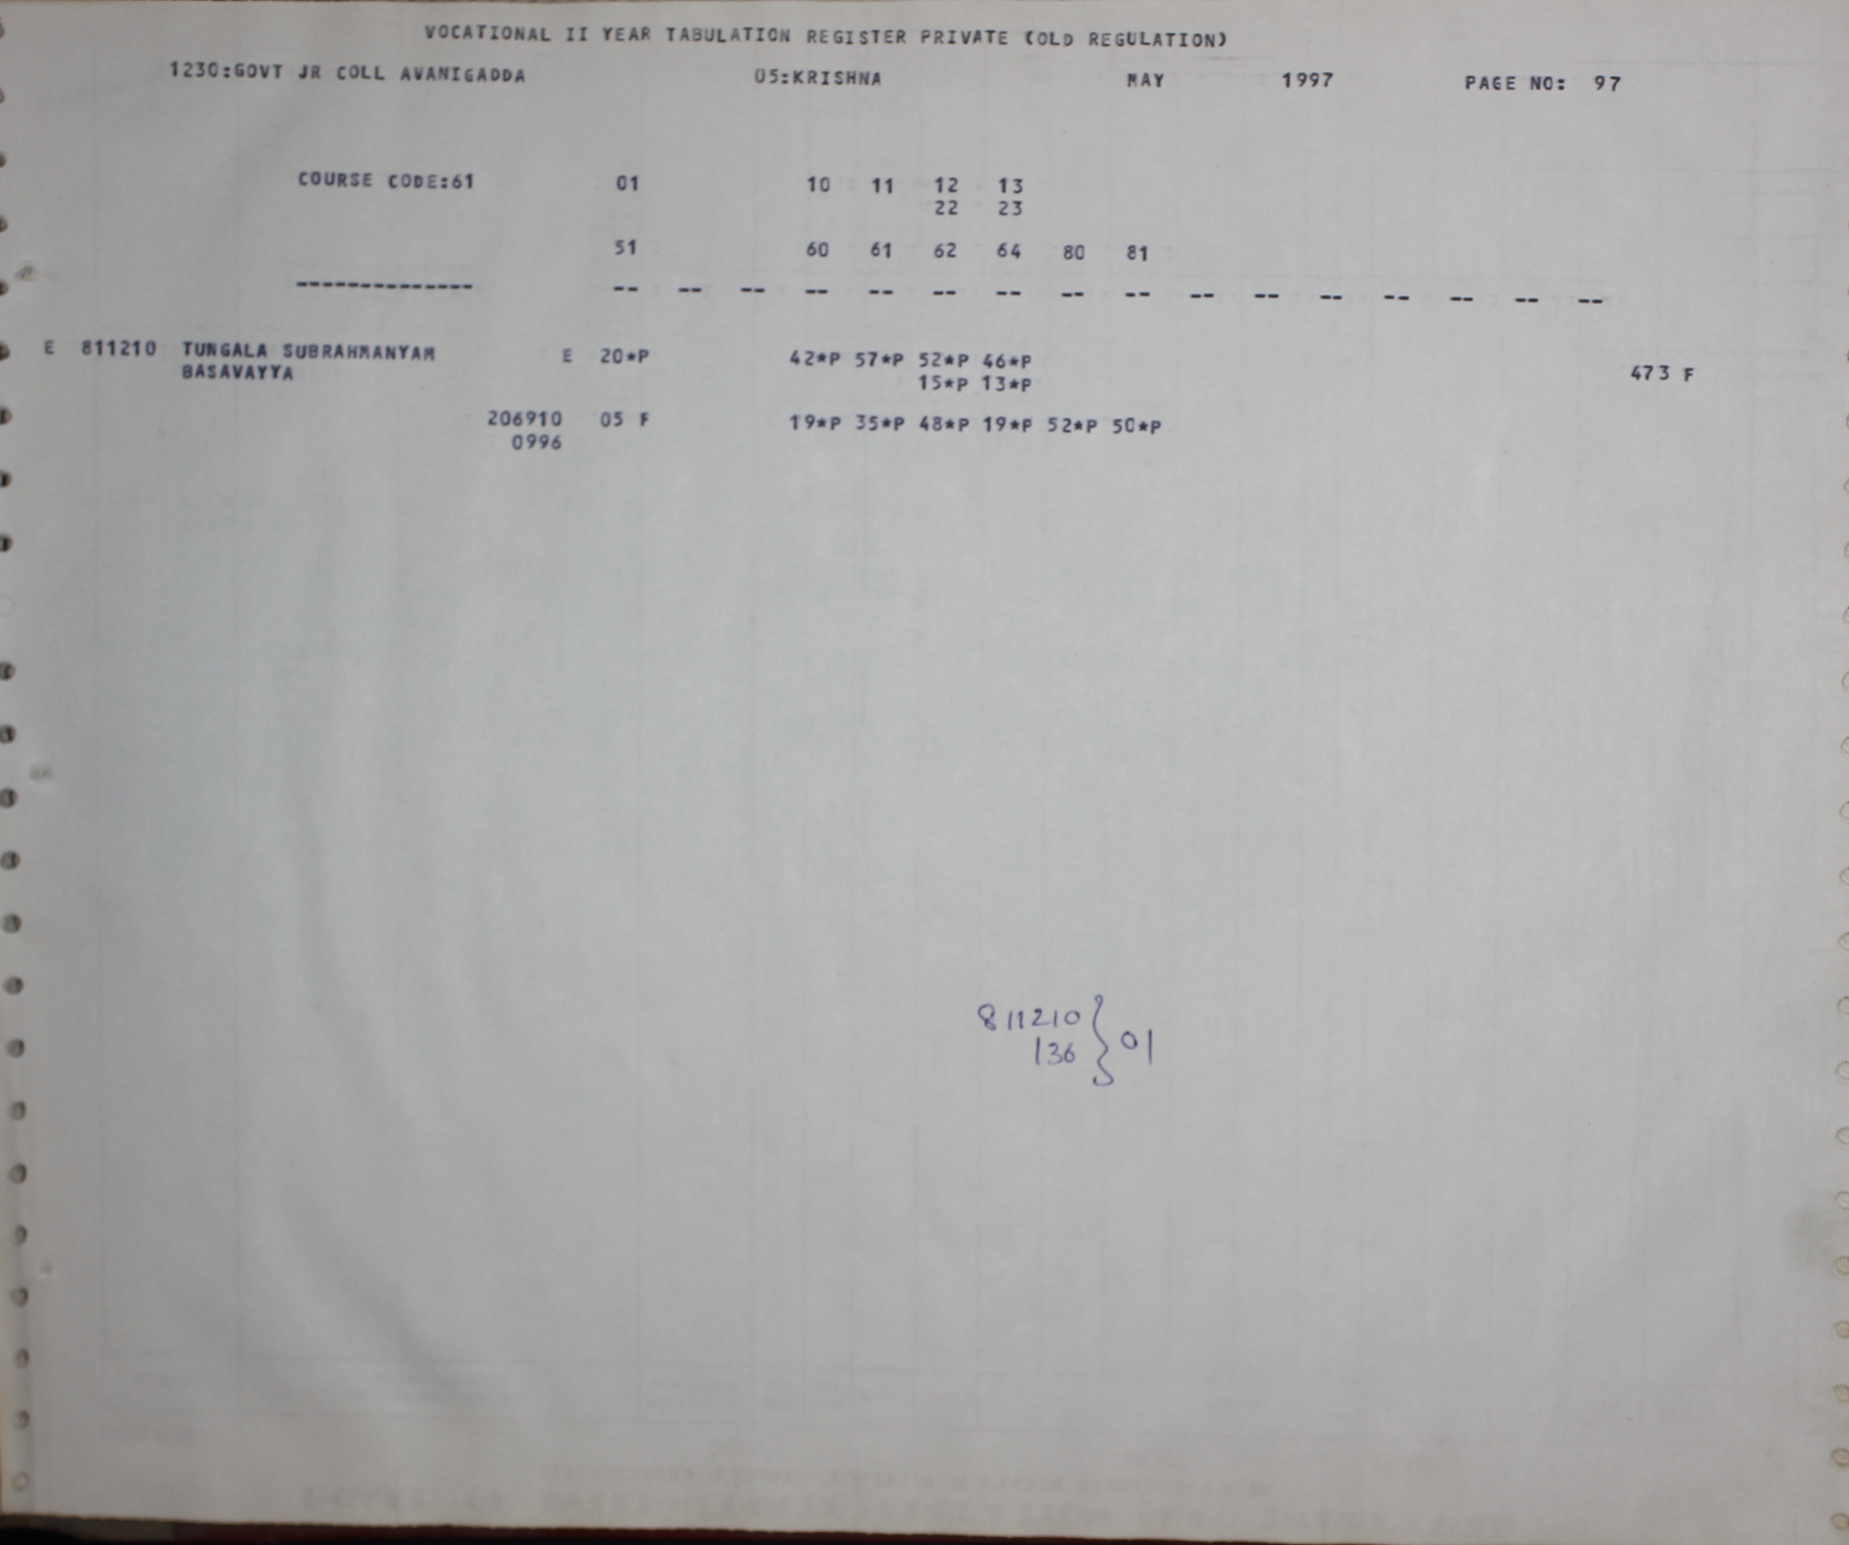 VOCATIONAL II YEAR TABULATION REGISTER PRIVATE (OLD REGULATION)
1230:GOVT JR COLL AVANIGADDA 05:KRISHNA MAY 1997 PAGE NO: 97
COURSE CODE:61 01 10 11 12 13
22 23
51 60 61 62 64 80 81
-------------- -- -- -- -- -- -- -- -- -- -- -- -- -- -- -- --
E 811210 TUNGALA SUBRAHMANYAM E 20*P 42*P 57*P 52*P 46*P
BASAVAYYA 15*P 13*P 473 F
206910 05 F 19*P 35*P 48*P 19*P 52*P 50*P
0996
811210
136 } 01